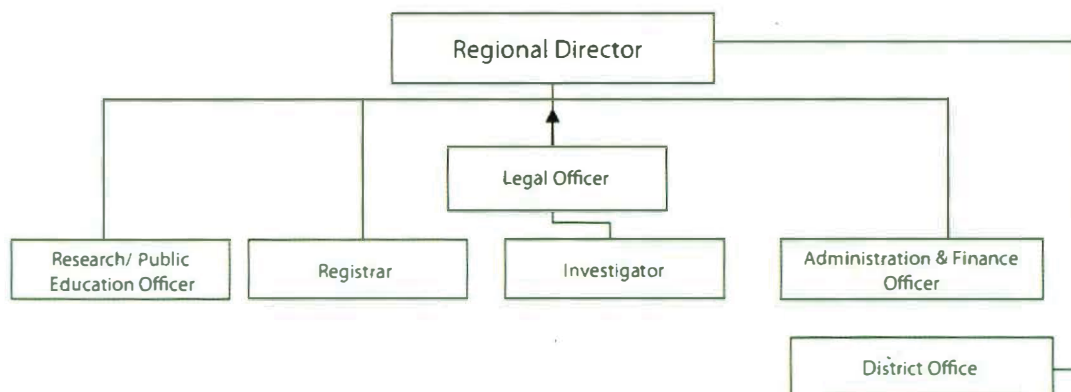 Regional Director
Legal Officer
Research/ Public
Education Officer
Registrar
Investigator
Administration & Finance
Officer
District Office